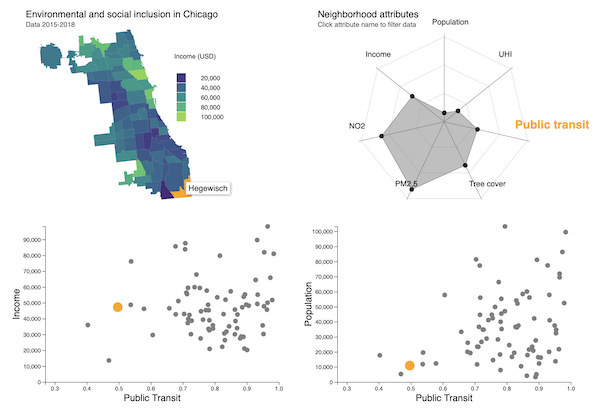 Environmental and social inclusion in Chicago
Data 2015-2018
Income (USD)
20,000
40,000
60,000
80,000
100,000
Hegewisch
Neighborhood attributes
Click attribute name to filter data
Population
Income
UHI
NO2
Public transit
PM2.5
Tree cover
90,000
80,000
70,000
60,000
50,000
40,000
30,000
20,000
10,000
0
Income
0.3
0.4
0.5
0.6
0.7
0.8
0.9
1.0
Public Transit
100,000
90,000
80,000
70,000
60,000
50,000
40,000
30,000
20,000
10,000
0
Population
0.3
0.4
0.5
0.6
0.7
0.8
0.9
1.0
Public Transit